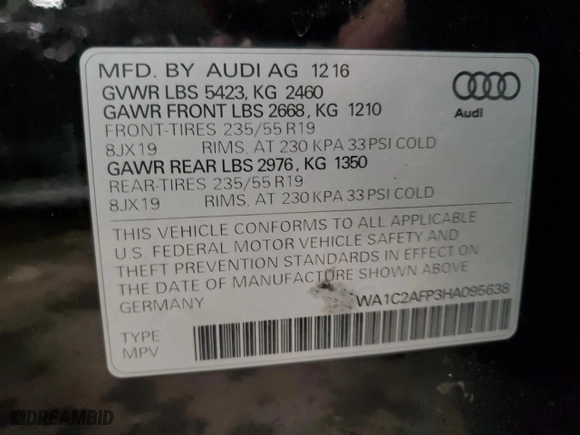 MFD. BY AUDI AG 12 16
GVWR LBS 5423, KG 2460
GAWR FRONT LBS 2668, KG 1210
FRONT-TIRES 235/55 R19
8JX19 RIMS, AT 230 KPA 33 PSI COLD
GAWR REAR LBS 2976, KG 1350
REAR-TIRES 235/55 R19
8JX19 RIMS, AT 230 KPA 33 PSI COLD
Audi
THIS VEHICLE CONFORMS TO ALL APPLICABLE
U.S. FEDERAL MOTOR VEHICLE SAFETY AND
THEFT PREVENTION STANDARDS IN EFFECT ON
THE DATE OF MANUFACTURE SHOWN ABOVE
WA1C2AFP3HA095638
TYPE
MPV
DREAMBID